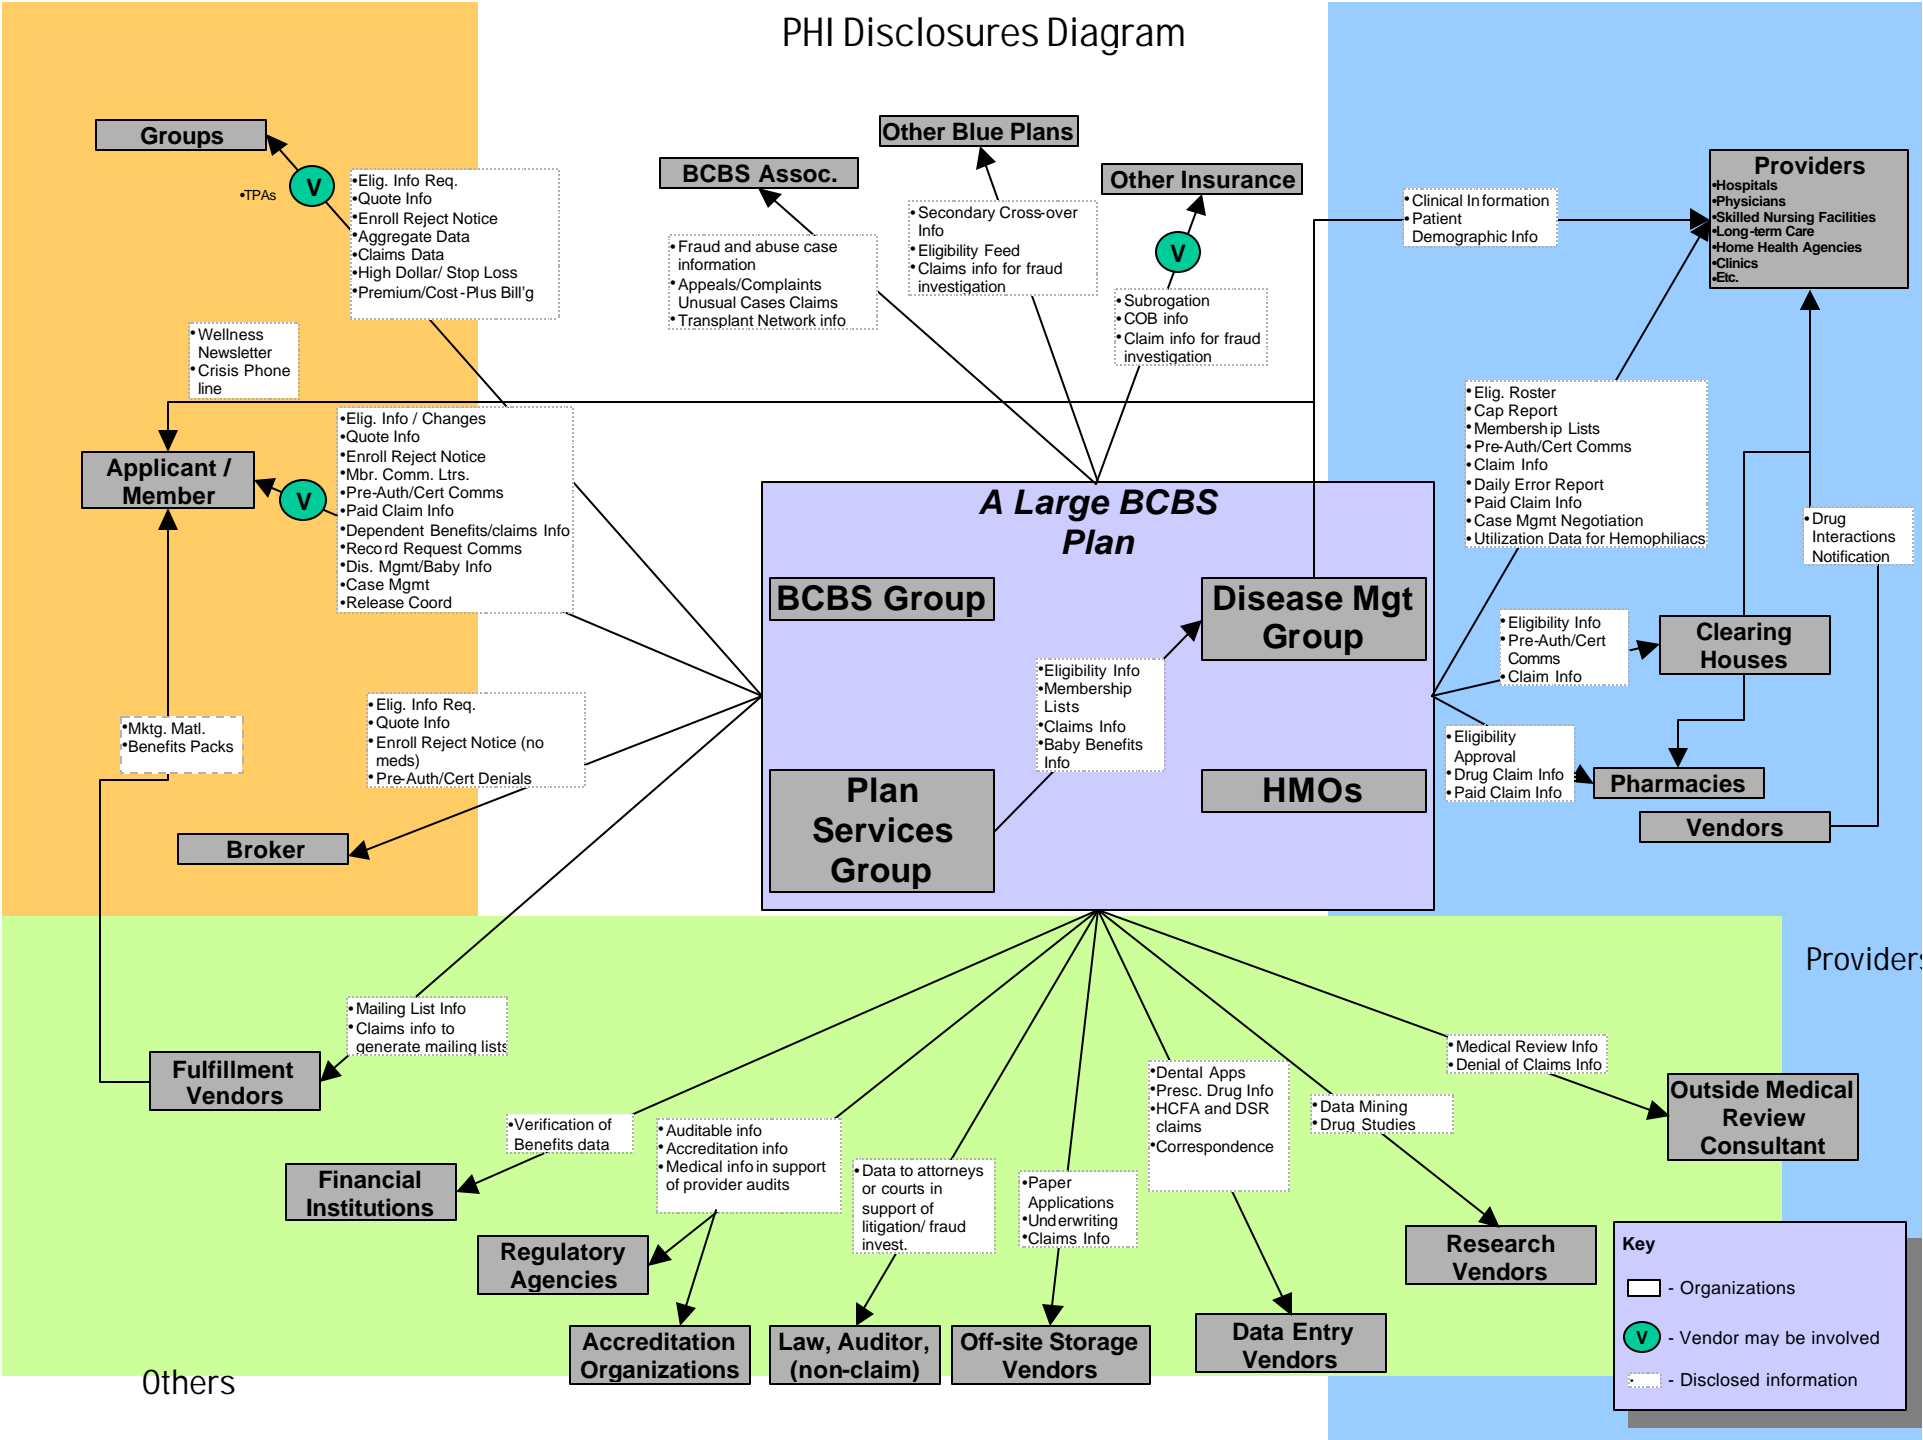 PHI Disclosures Diagram
Groups
•TPAs
V
•Elig. Info Req.
•Quote Info
•Enroll Reject Notice
•Aggregate Data
•Claims Data
•High Dollar/ Stop Loss
•Premium/Cost-Plus Bill'g
BCBS Assoc.
•Fraud and abuse case
information
•Appeals/Complaints
Unusual Cases Claims
•Transplant Network info
Other Blue Plans
•Secondary Cross-over
Info
•Eligibility Feed
•Claims info for fraud
investigation
Other Insurance
V
•Subrogation
•COB info
•Claim info for fraud
investigation
•Clinical Information
•Patient
Demographic Info
Providers
•Hospitals
•Physicians
•Skilled Nursing Facilities
•Long-term Care
•Home Health Agencies
•Clinics
•Etc.
•Wellness
Newsletter
•Crisis Phone
line
Applicant /
Member
V
•Elig. Info / Changes
•Quote Info
•Enroll Reject Notice
•Mbr. Comm. Ltrs.
•Pre-Auth/Cert Comms
•Paid Claim Info
•Dependent Benefits/claims Info
•Record Request Comms
•Dis. Mgmt/Baby Info
•Case Mgmt
•Release Coord
•Elig. Roster
•Cap Report
•Membership Lists
•Pre-Auth/Cert Comms
•Claim Info
•Daily Error Report
•Paid Claim Info
•Case Mgmt Negotiation
•Utilization Data for Hemophiliacs
•Drug
Interactions
Notification
A Large BCBS
Plan
BCBS Group
Disease Mgt
Group
•Eligibility Info
•Membership
Lists
•Claims Info
•Baby Benefits
Info
Plan
Services
Group
HMOs
•Eligibility Info
•Pre-Auth/Cert
Comms
•Claim Info
Clearing
Houses
•Eligibility
Approval
•Drug Claim Info
•Paid Claim Info
Pharmacies
Vendors
•Mktg. Matl.
•Benefits Packs
•Elig. Info Req.
•Quote Info
•Enroll Reject Notice (no
meds)
•Pre-Auth/Cert Denials
Broker
Providers
•Mailing List Info
•Claims info to
generate mailing lists
Fulfillment
Vendors
•Verification of
Benefits data
Financial
Institutions
•Auditable info
•Accreditation info
•Medical info in support
of provider audits
Regulatory
Agencies
Accreditation
Organizations
•Data to attorneys
or courts in
support of
litigation/ fraud
invest.
Law, Auditor,
(non-claim)
•Paper
Applications
•Underwriting
•Claims Info
Off-site Storage
Vendors
•Dental Apps
•Presc. Drug Info
•HCFA and DSR
claims
•Correspondence
Data Entry
Vendors
•Data Mining
•Drug Studies
Research
Vendors
•Medical Review Info
•Denial of Claims Info
Outside Medical
Review
Consultant
Others
Key
- Organizations
V - Vendor may be involved
- Disclosed information